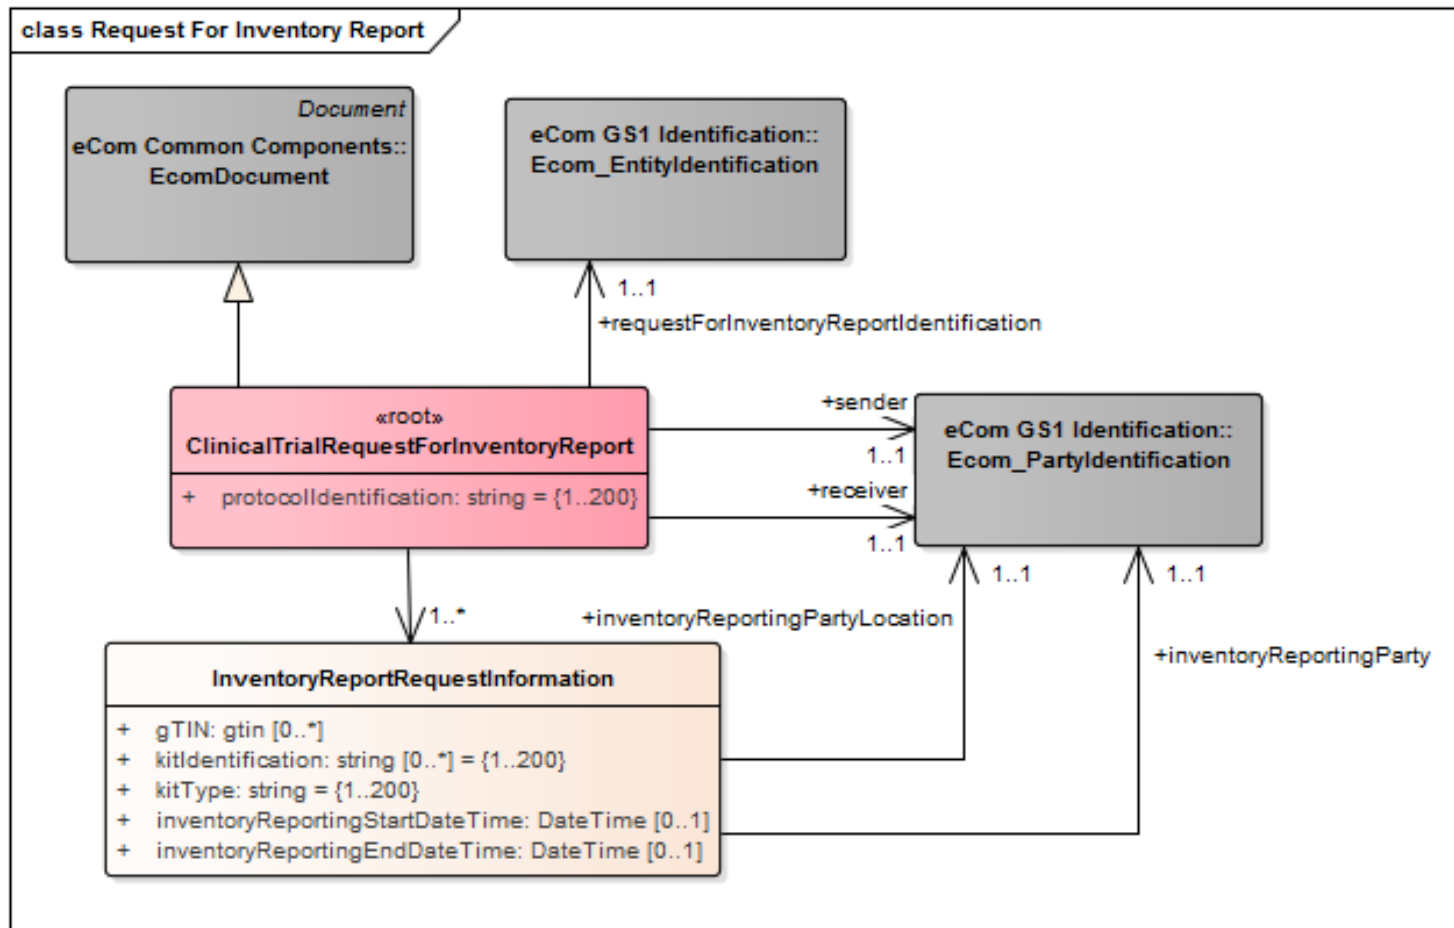 class Request For Inventory Report
Document
eCom Common Components::
EcomDocument
eCom GS1 Identification::
Ecom_EntityIdentification
1..1
+requestForInventoryReportIdentification
«root»
ClinicalTrialRequestForInventoryReport
+ protocolIdentification: string = {1..200}
+sender
1..1
+receiver
1..1
eCom GS1 Identification::
Ecom_PartyIdentification
1..*
1..1
1..1
+inventoryReportingPartyLocation
+inventoryReportingParty
InventoryReportRequestInformation
+ gTIN: gtin [0..*]
+ kitIdentification: string [0..*] = {1..200}
+ kitType: string = {1..200}
+ inventoryReportingStartDateTime: DateTime [0..1]
+ inventoryReportingEndDateTime: DateTime [0..1]